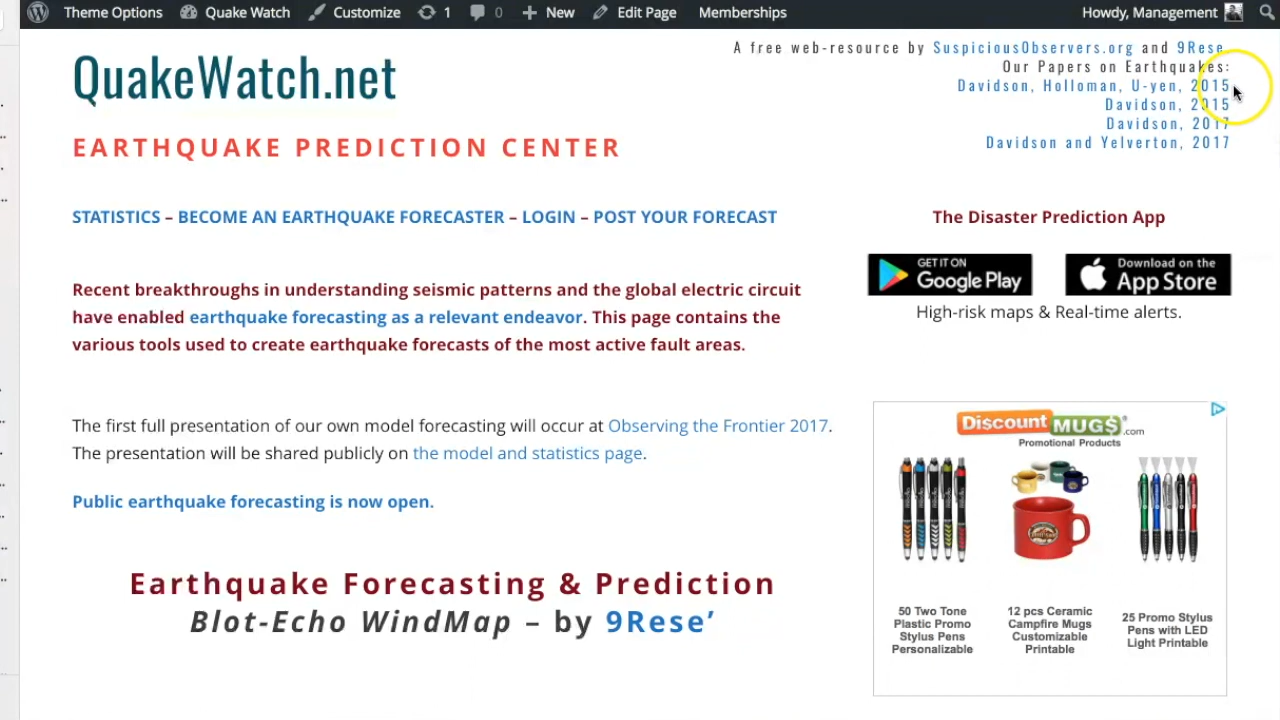 Theme Options Quake Watch Customize 1 0 New Edit Page Memberships Howdy, Management
A free web-resource by SuspiciousObservers.org and 9Rese
Our Papers on Earthquakes:
Davidson, Holloman, U-yen, 2015
Davidson, 2015
Davidson, 2017
Davidson and Yelverton, 2017
QuakeWatch.net
EARTHQUAKE PREDICTION CENTER
STATISTICS – BECOME AN EARTHQUAKE FORECASTER – LOGIN – POST YOUR FORECAST
Recent breakthroughs in understanding seismic patterns and the global electric circuit
have enabled earthquake forecasting as a relevant endeavor. This page contains the
various tools used to create earthquake forecasts of the most active fault areas.
The first full presentation of our own model forecasting will occur at Observing the Frontier 2017.
The presentation will be shared publicly on the model and statistics page.
Public earthquake forecasting is now open.
Earthquake Forecasting & Prediction
Blot-Echo WindMap – by 9Rese’
The Disaster Prediction App
GET IT ON
Google Play
Download on the
App Store
High-risk maps & Real-time alerts.
Discount MUGS.com
Promotional Products
50 Two Tone
Plastic Promo
Stylus Pens
Personalizable
12 pcs Ceramic
Campfire Mugs
Customizable
Printable
25 Promo Stylus
Pens with LED
Light Printable